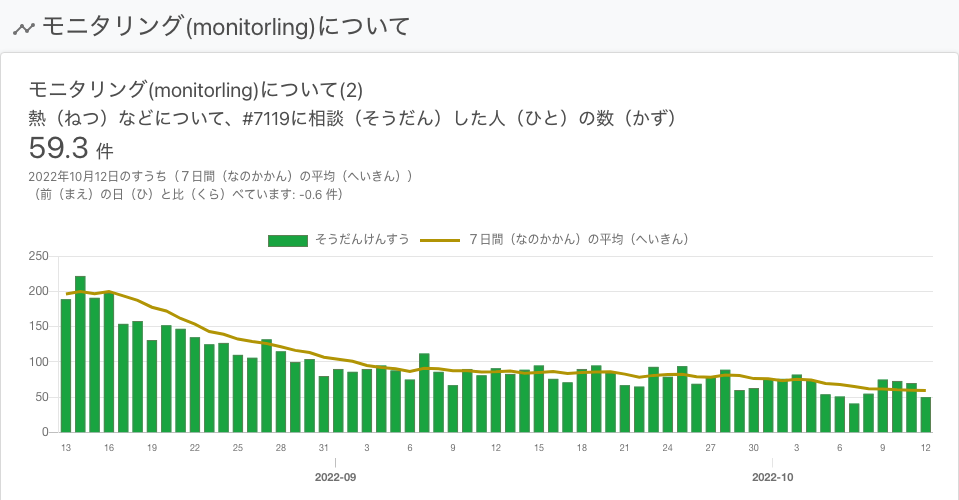 モニタリング(monitorling)について
モニタリング(monitorling)について(2)
熱（ねつ）などについて、#7119に相談（そうだん）した人（ひと）の数（かず）
59.3 件
2022年10月12日のすうち（７日間（なのかかん）の平均（へいきん））
（前（まえ）の日（ひ）と比（くら）べています: -0.6 件）
そうだんけんすう ７日間（なのかかん）の平均（へいきん）
250
200
150
100
50
0
13 16 19 22 25 28 31 3 6 9 12 15 18 21 24 27 30 3 6 9 12
2022-09 2022-10